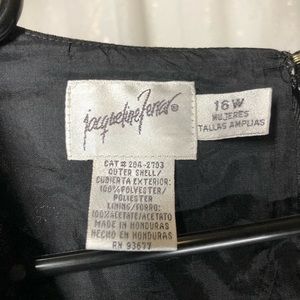 jacqueline Ferrar®
16W
MUJERES
TALLAS AMPLIAS
CAT# 204-2793
OUTER SHELL/
CUBIERTA EXTERIOR:
100%POLYESTER/
POLIESTER
LINING/FORRO:
100%ACETATE/ACETATO
MADE IN HONDURAS
HECHO EN HONDURAS
RN 93677